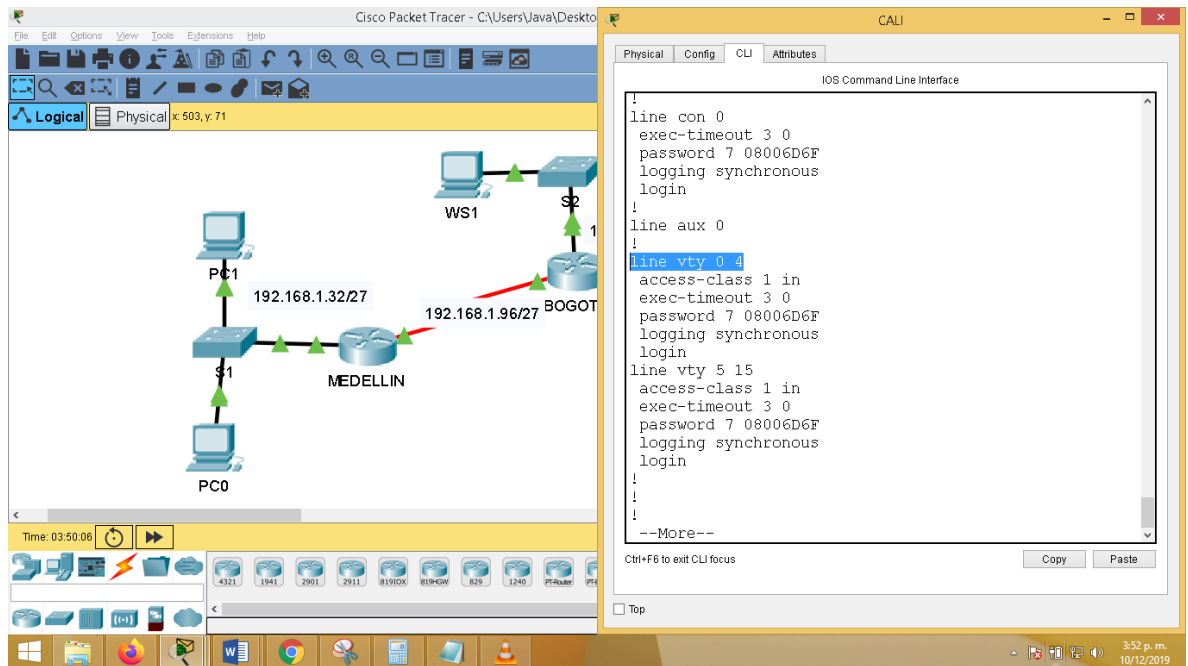 Cisco Packet Tracer - C:\Users\Java\Deskto
File Edit Options View Tools Extensions Help
Logical Physical x: 503, y: 71
WS1
S2
1
PC1
192.168.1.32/27
192.168.1.96/27
BOGOT
S1
MEDELLIN
PC0
Time: 03:50:06
4321 1941 2901 2911 819IOX 819HGW 829 1240 PT-Router
CALI
Physical Config CLI Attributes
IOS Command Line Interface
!
line con 0
exec-timeout 3 0
password 7 08006D6F
logging synchronous
login
!
line aux 0
!
line vty 0 4
access-class 1 in
exec-timeout 3 0
password 7 08006D6F
logging synchronous
login
line vty 5 15
access-class 1 in
exec-timeout 3 0
password 7 08006D6F
logging synchronous
login
!
!
!
--More--
Ctrl+F6 to exit CLI focus
Copy Paste
Top
3:52 p. m.
10/12/2019